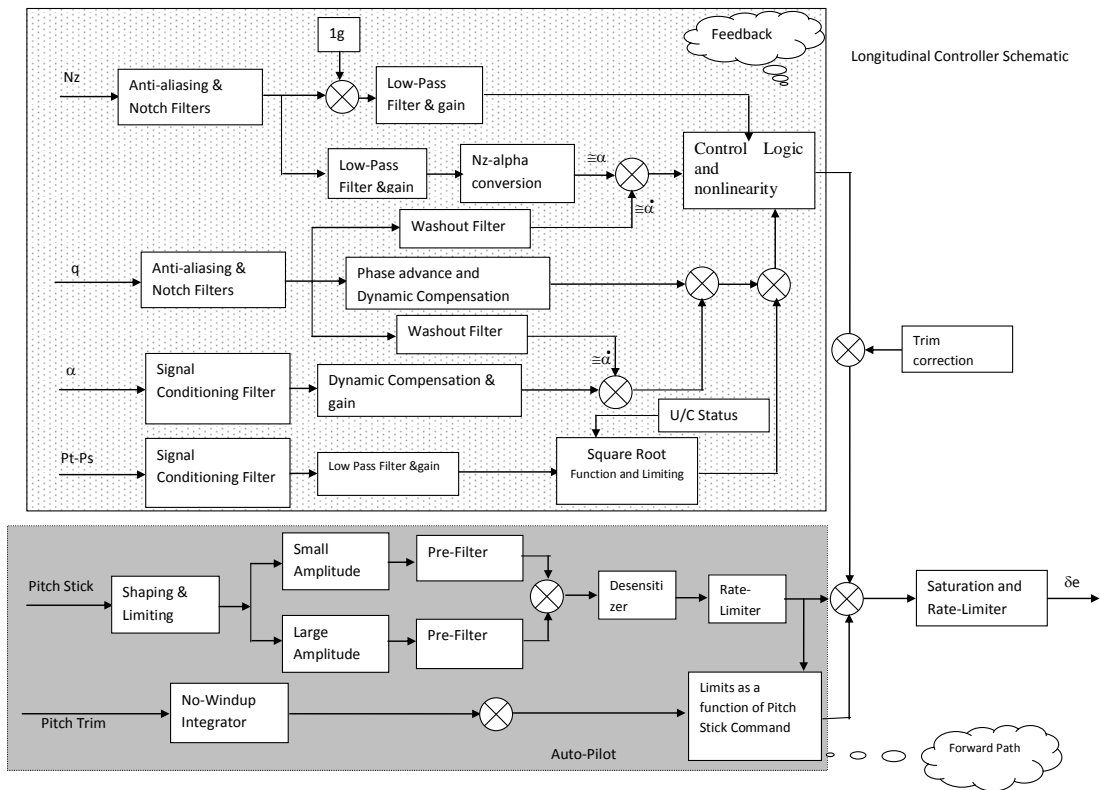 1g
Feedback
Longitudinal Controller Schematic
Nz
Anti-aliasing &
Notch Filters
Low-Pass
Filter & gain
Low-Pass
Filter &gain
Nz-alpha
conversion
≅α
≅α̇
Control Logic
and
nonlinearity
Washout Filter
q
Anti-aliasing &
Notch Filters
Phase advance and
Dynamic Compensation
Washout Filter
≅α̇
Trim
correction
α
Signal
Conditioning Filter
Dynamic Compensation &
gain
U/C Status
Pt-Ps
Signal
Conditioning Filter
Low Pass Filter &gain
Square Root
Function and Limiting
Pitch Stick
Shaping &
Limiting
Small
Amplitude
Pre-Filter
Large
Amplitude
Pre-Filter
Desensiti
zer
Rate-
Limiter
Saturation and
Rate-Limiter
δe
Pitch Trim
No-Windup
Integrator
Limits as a
function of Pitch
Stick Command
Auto-Pilot
Forward Path